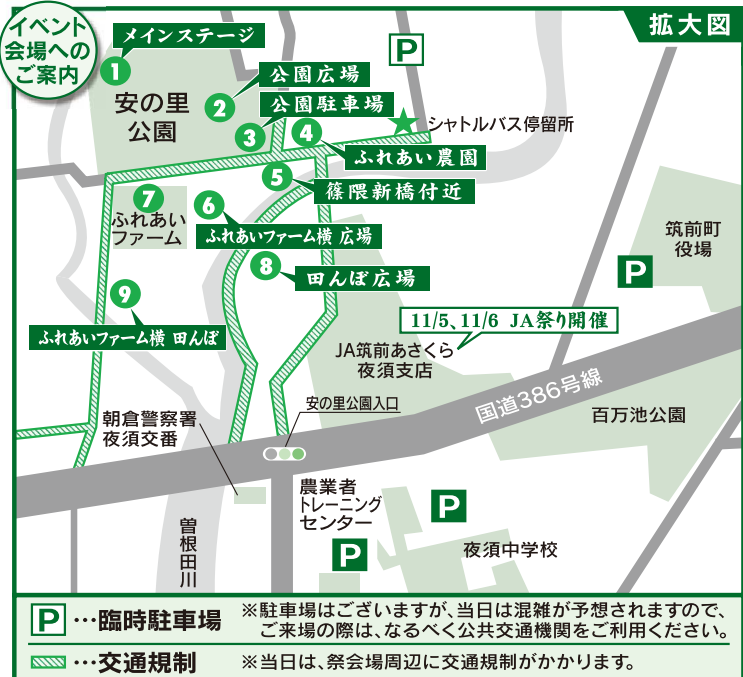 イベント
会場への
ご案内
拡大図
メインステージ
1
安の里
公園
2
公園広場
公園駐車場
3
4
P
シャトルバス停留所
ふれあい農園
5
篠隈新橋付近
7
ふれあい
ファーム
6
ふれあいファーム横 広場
8
田んぼ広場
9
ふれあいファーム横 田んぼ
筑前町
役場
P
11/5、11/6 JA祭り開催
JA筑前あさくら
夜須支店
国道386号線
百万池公園
安の里公園入口
朝倉警察署
夜須交番
農業者
トレーニング
センター
曽根田川
P
P
夜須中学校
P…臨時駐車場
※駐車場はございますが、当日は混雑が予想されますので、
ご来場の際は、なるべく公共交通機関をご利用ください。
…交通規制
※当日は、祭会場周辺に交通規制がかかります。